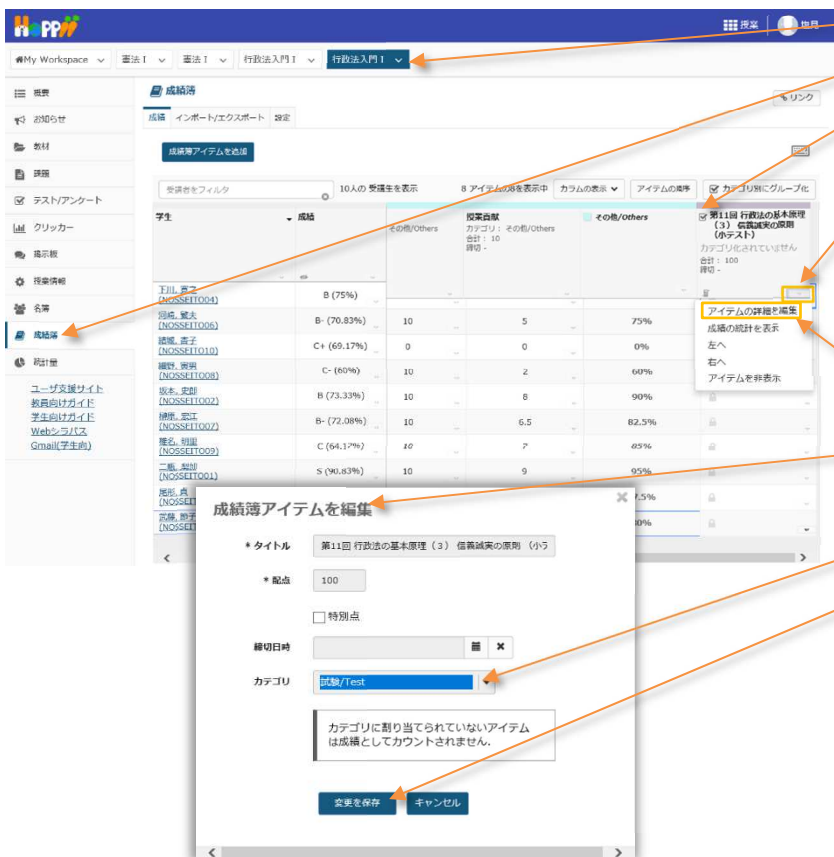 HoPPii
授業 塩見
My Workspace 憲法Ⅰ 憲法Ⅰ 行政法入門Ⅰ 行政法入門Ⅰ
概要
お知らせ
教材
課題
テスト/アンケート
クリッカー
掲示板
授業情報
名簿
成績簿
統計量
ユーザ支援サイト
教員向けガイド
学生向けガイド
Webシラバス
Gmail(学生向)
成績簿
リンク
成績 インポート/エクスポート 設定
成績簿アイテムを追加
受講者をフィルタ 10人の 受講生を表示 8 アイテムの8を表示中 カラムの表示 アイテムの順序 カテゴリ別にグループ化
学生 成績
その他/Others
授業貢献
カテゴリ: その他/Others
合計: 10
締切 -
その他/Others
第11回 行政法の基本原理
(3) 信義誠実の原則
(小テスト)
カテゴリ化されていません
合計: 100
締切 -
アイテムの詳細を編集
成績の統計を表示
左へ
右へ
アイテムを非表示
(NOSSEITO04) B (75%)
(NOSSEITO06) B- (70.83%) 10 5 75%
(NOSSEITO10) C+ (69.17%) 0 0 0%
(NOSSEITO08) C- (60%) 10 2 60%
坂本,
(NOSSEITO02) B (73.33%) 10 8 90%
榊原,
(NOSSEITO07) B- (72.08%) 10 6.5 82.5%
椎名, 明里
(NOSSEITO09) C (64.17%) 10 7 85%
(NOSSEITO01) S (90.83%) 10 9 95%
成績簿アイテムを編集
* タイトル 第11回 行政法の基本原理（3） 信義誠実の原則 （小テ
* 配点 100
特別点
締切日時
カテゴリ 試験/Test
カテゴリに割り当てられていないアイテム
は成績としてカウントされません.
変更を保存 キャンセル